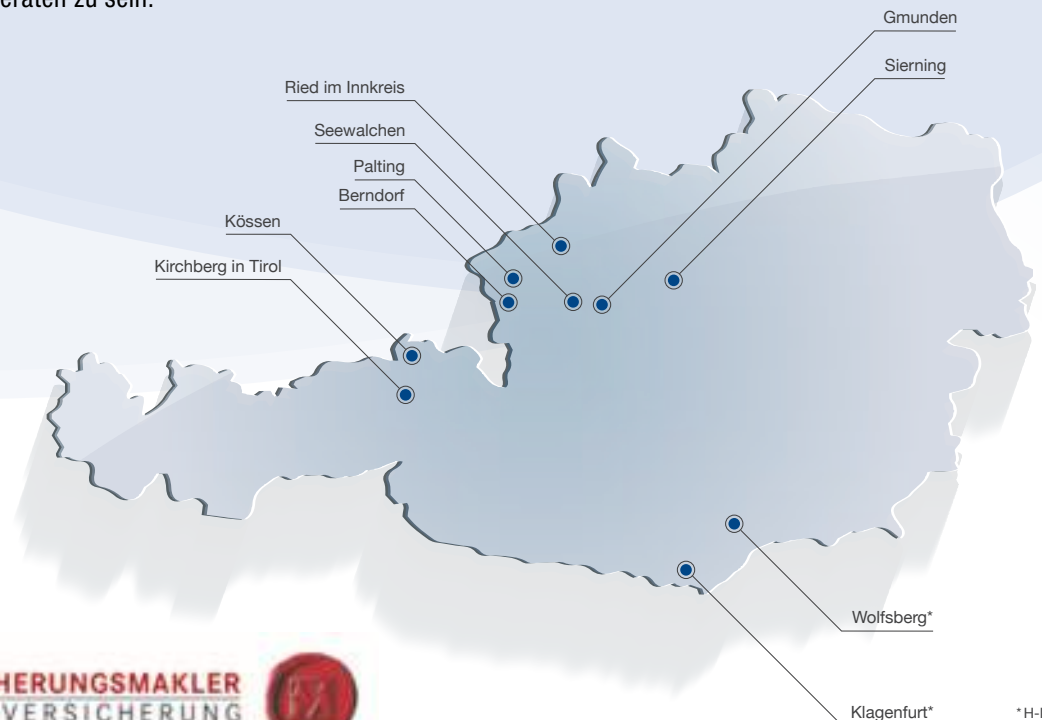 eraten zu sein.
Gmunden
Sierning
Ried im Innkreis
Seewalchen
Palting
Berndorf
Kössen
Kirchberg in Tirol
Wolfsberg*
Klagenfurt*
HERUNGSMAKLER
VERSICHERUNG